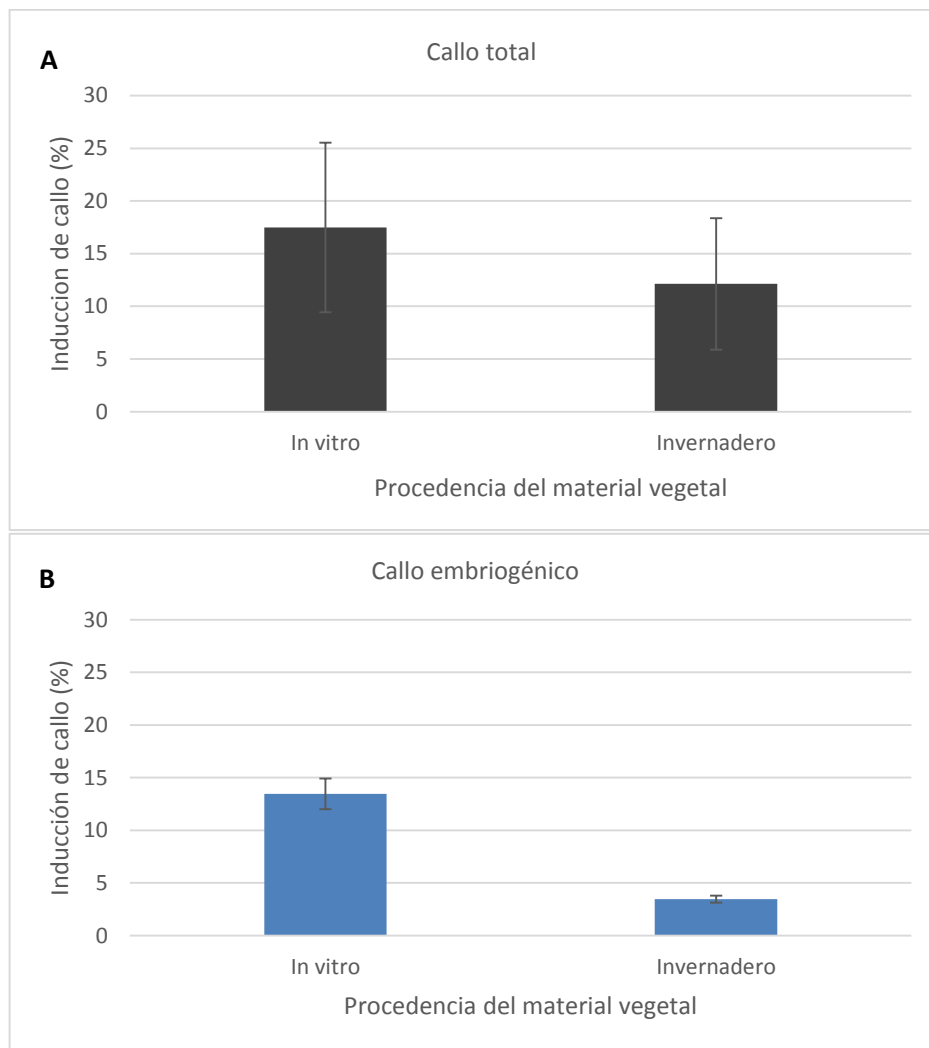 A
Callo total
Induccion de callo (%)
30
25
20
15
10
5
0
In vitro
Invernadero
Procedencia del material vegetal
B
Callo embriogénico
Inducción de callo (%)
30
25
20
15
10
5
0
In vitro
Invernadero
Procedencia del material vegetal